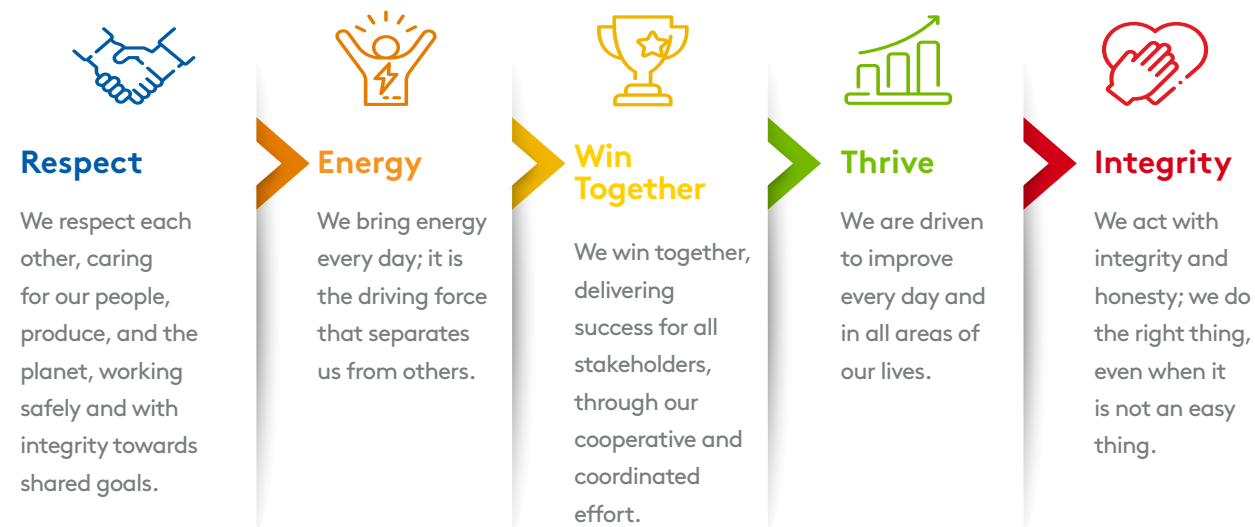 Respect
We respect each
other, caring
for our people,
produce, and the
planet, working
safely and with
integrity towards
shared goals.
Energy
We bring energy
every day; it is
the driving force
that separates
us from others.
Win
Together
We win together,
delivering
success for all
stakeholders,
through our
cooperative and
coordinated
effort.
Thrive
We are driven
to improve
every day and
in all areas of
our lives.
Integrity
We act with
integrity and
honesty; we do
the right thing,
even when it
is not an easy
thing.